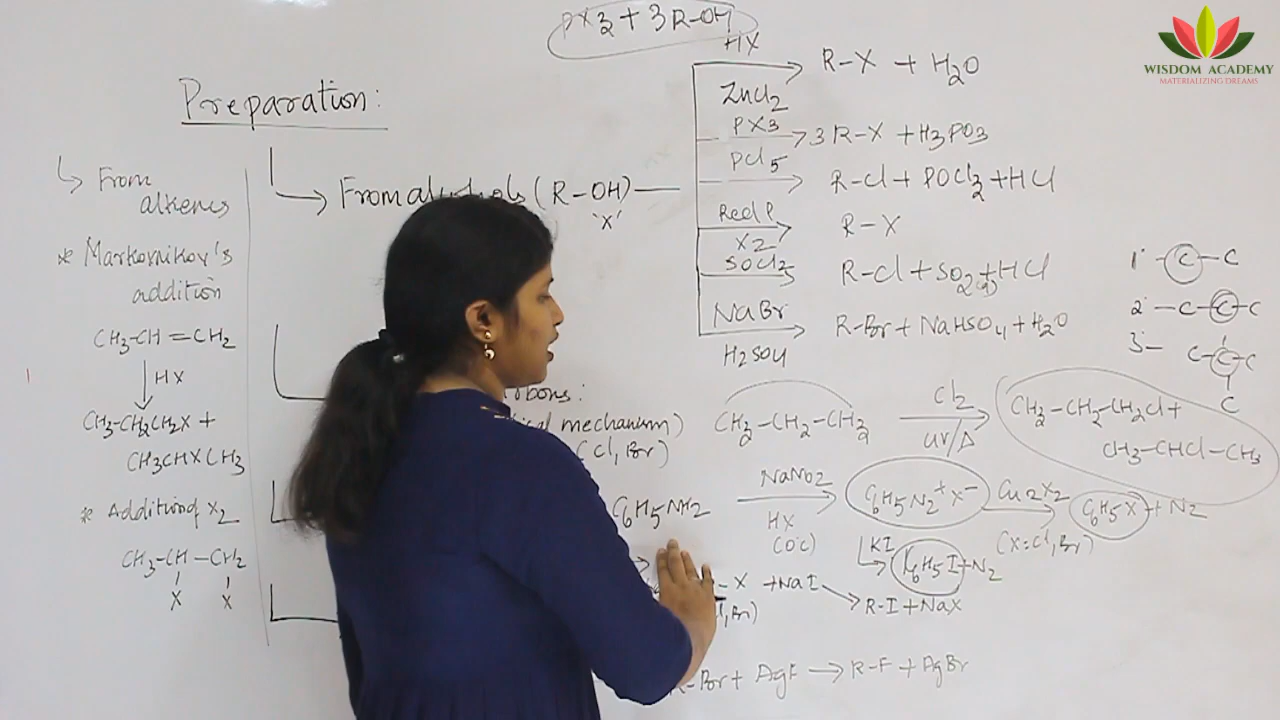 PX3 + 3 R-OH
WISDOM ACADEMY
MATERIALIZING DREAMS
Preparation:
↳ From
alkenes
* Markovnikov's
addition
CH3-CH=CH2
↓ HX
CH3-CH2CH2X +
CH3CHXCH3
* Addition of X2
CH3-CH-CH2
X X
→ From (R-OH)
'X'
HX
ZnCl2
R-X + H2O
PX3
3 R-X + H3PO3
PCl5
R-Cl + POCl3 + HCl
Red P
X2
R-X
SOCl2
R-Cl + SO2 + HCl
(g)
NaBr
H2SO4
R-Br + NaHSO4 + H2O
1° -C-C
2° -C-C-C
3- C-C-C
C
mechanism)
(Cl, Br)
CH3-CH2-CH3
Cl2
UV/Δ
CH3-CH2-CH2Cl +
CH3-CHCl-CH3
C6H5NH2
NaNO2
HX
(0°C)
C6H5N2+X-
Cu2X2
(X=Cl, Br)
C6H5X + N2
KI
C6H5I + N2
-X + NaI → R-I + NaX
R-Br + AgF → R-F + AgBr